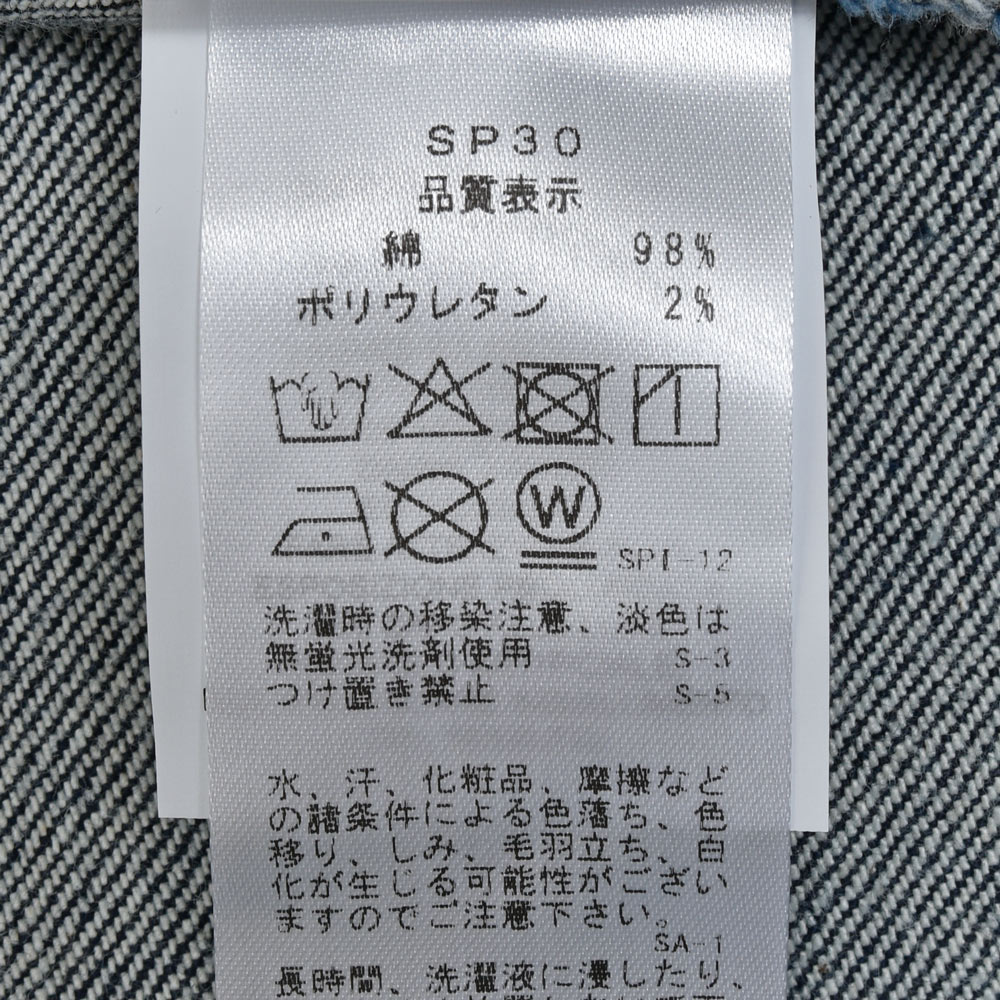 SP30
品質表示
綿 98%
ポリウレタン 2%
W
SPI-12
洗濯時の移染注意、淡色は
無蛍光洗剤使用 S-3
つけ置き禁止 S-5
水、汗、化粧品、摩擦など
の諸条件による色落ち、色
移り、しみ、毛羽立ち、白
化が生じる可能性がござい
ますのでご注意下さい。
SA-1
長時間、洗濯液に浸したり、